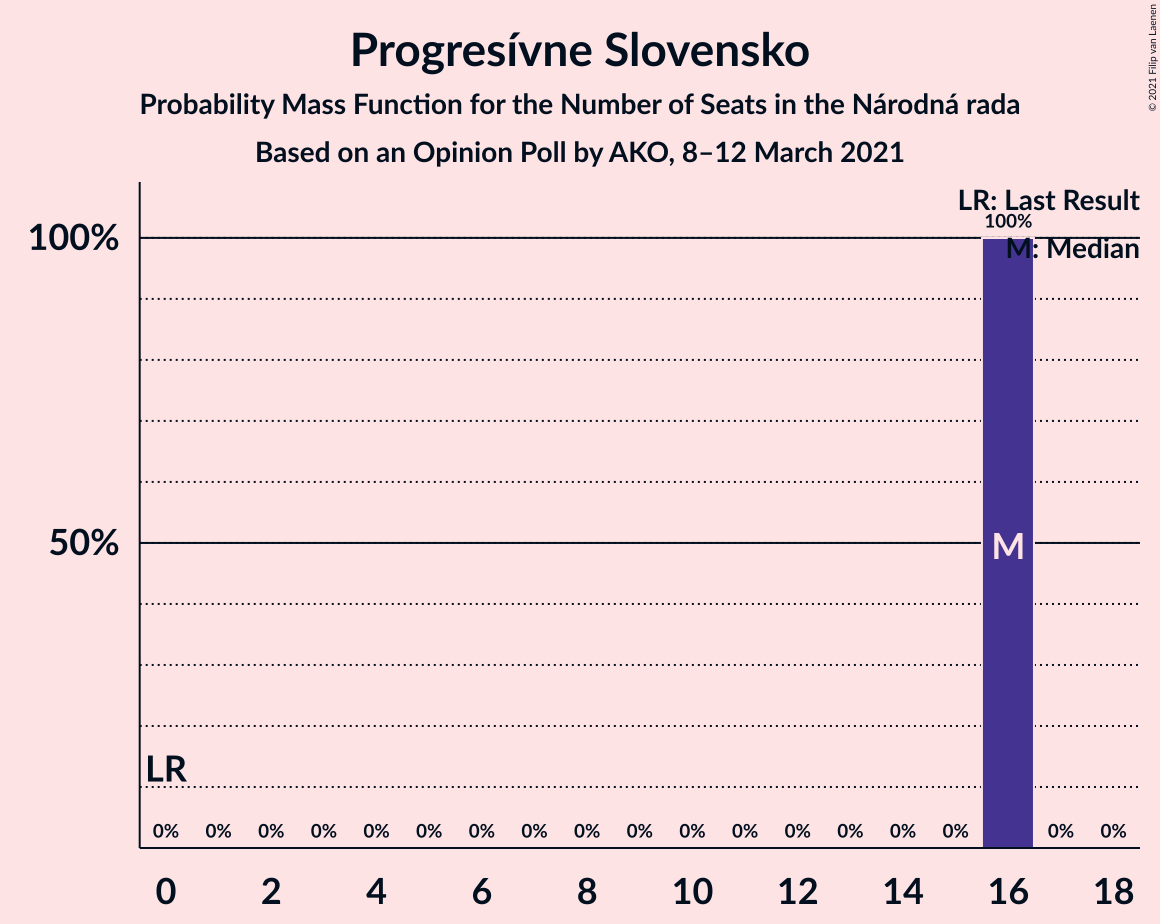 Progresívne Slovensko
Probability Mass Function for the Number of Seats in the Národná rada
Based on an Opinion Poll by AKO, 8–12 March 2021
© 2021 Filip van Laenen
LR: Last Result
100%
100%
M: Median
50%
M
LR
0% 0% 0% 0% 0% 0% 0% 0% 0% 0% 0% 0% 0% 0% 0% 0% 0% 0%
0 2 4 6 8 10 12 14 16 18